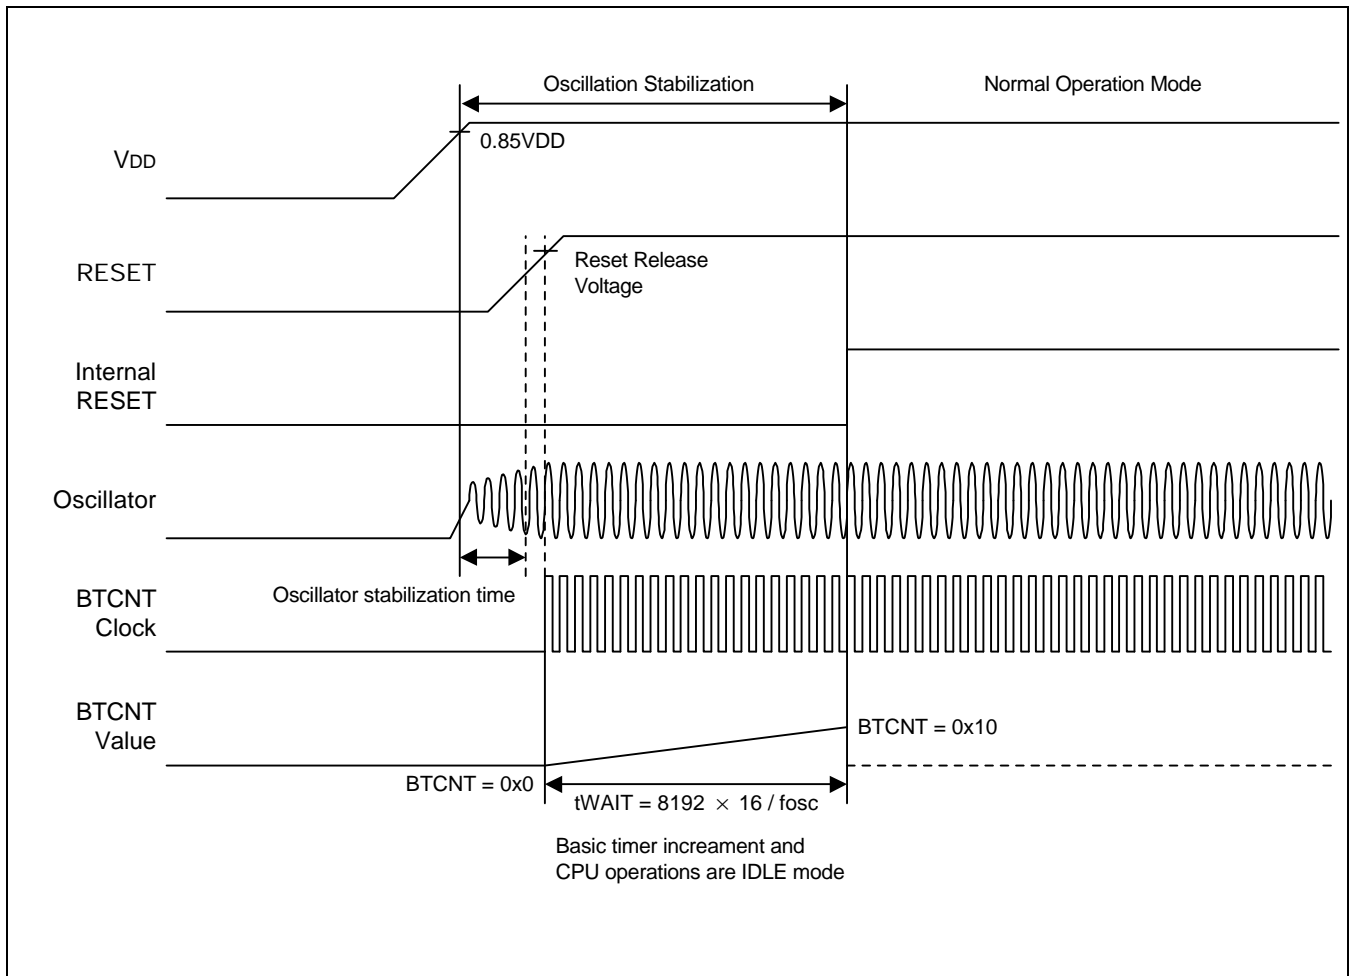 Oscillation Stabilization
Normal Operation Mode
0.85VDD
VDD
Reset Release
Voltage
RESET
Internal
RESET
Oscillator
Oscillator stabilization time
BTCNT
Clock
BTCNT
Value
BTCNT = 0x10
BTCNT = 0x0
tWAIT = 8192 × 16 / fosc
Basic timer increament and
CPU operations are IDLE mode